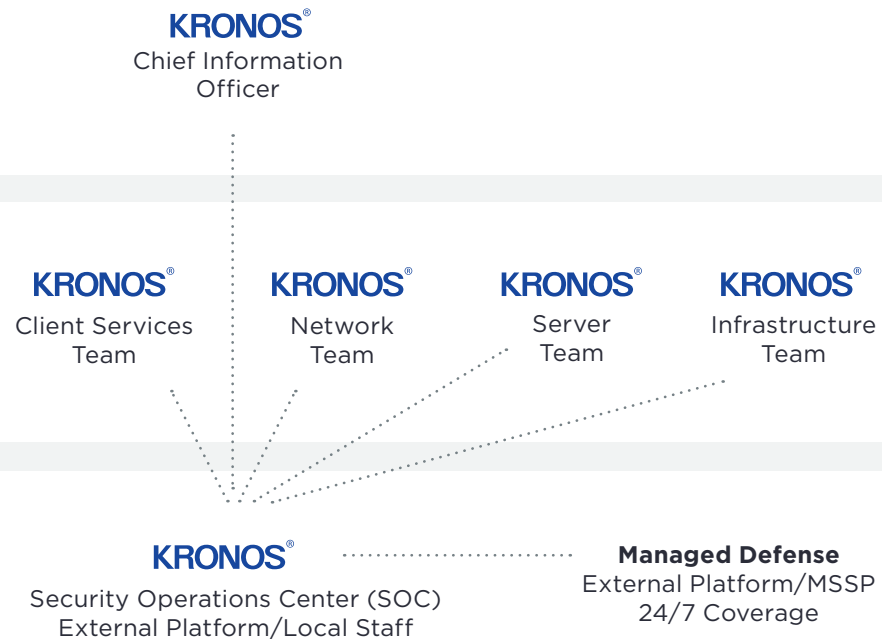 KRONOS®
Chief Information
Officer
KRONOS®
Client Services
Team
KRONOS®
Network
Team
KRONOS®
Server
Team
KRONOS®
Infrastructure
Team
KRONOS®
Security Operations Center (SOC)
External Platform/Local Staff
Managed Defense
External Platform/MSSP
24/7 Coverage